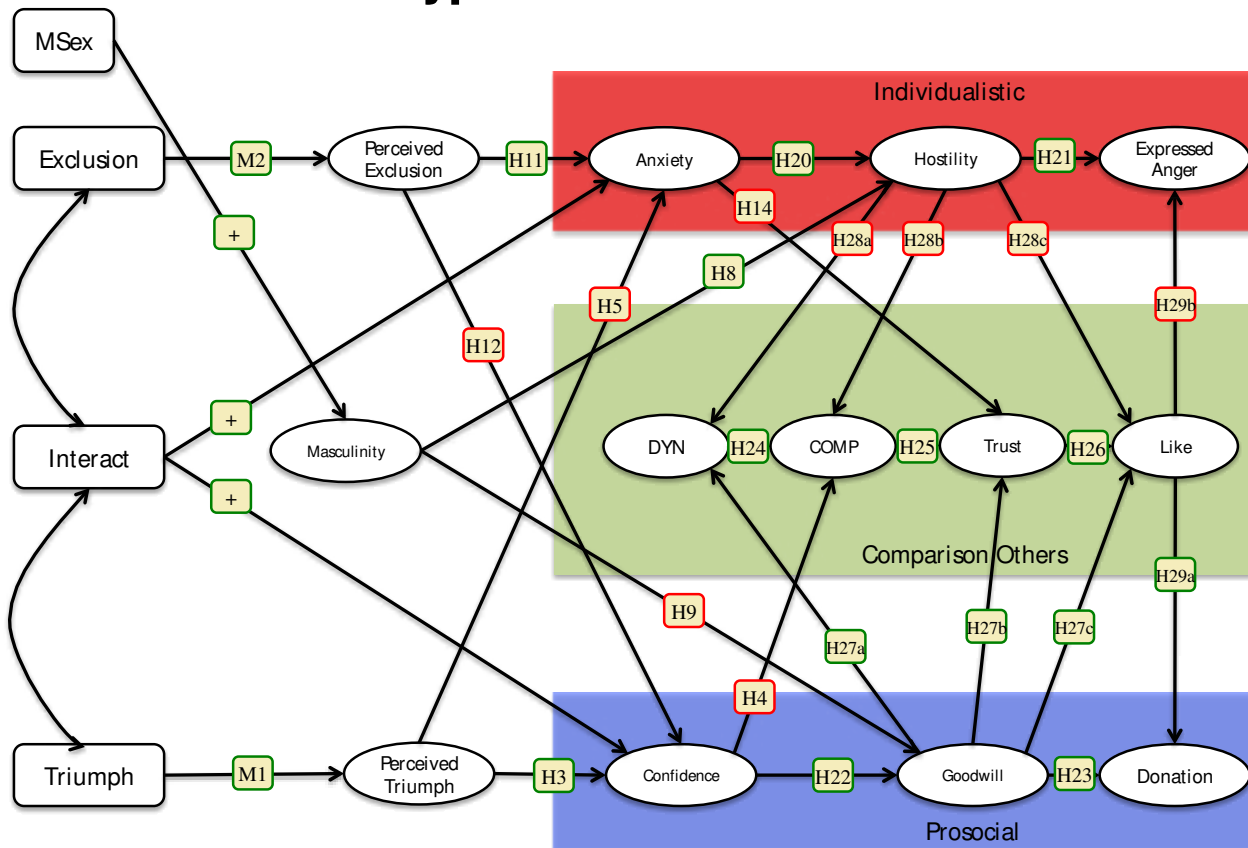 MSex
Individualistic
Exclusion
M2
Perceived
Exclusion
H11
Anxiety
H20
Hostility
H21
Expressed
Anger
H14
+
H28a
H28b
H28c
H8
H5
H29b
H12
+
Interact
Masculinity
DYN
H24
COMP
H25
Trust
H26
Like
+
Comparison Others
H29a
H9
H27b
H27c
H27a
H4
Triumph
M1
Perceived
Triumph
H3
Confidence
H22
Goodwill
H23
Donation
Prosocial